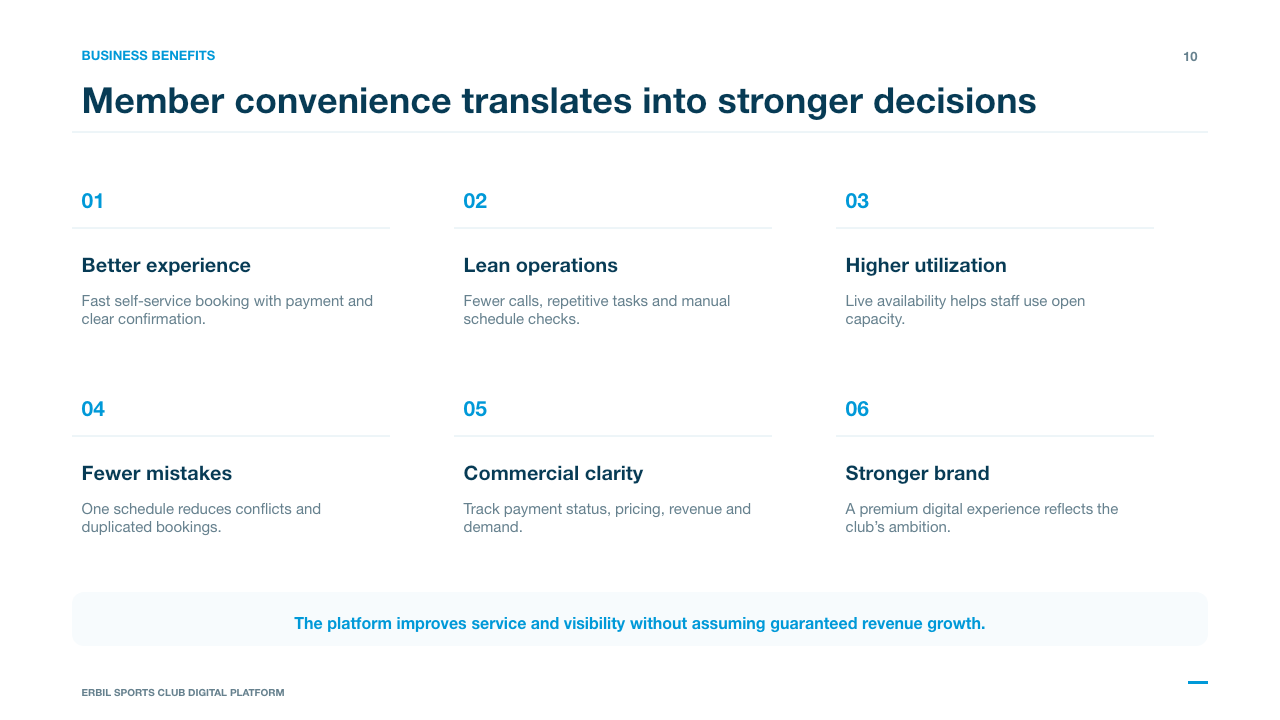 BUSINESS BENEFITS
10
Member convenience translates into stronger decisions
01
Better experience
Fast self-service booking with payment and
clear confirmation.
02
Lean operations
Fewer calls, repetitive tasks and manual
schedule checks.
03
Higher utilization
Live availability helps staff use open
capacity.
04
Fewer mistakes
One schedule reduces conflicts and
duplicated bookings.
05
Commercial clarity
Track payment status, pricing, revenue and
demand.
06
Stronger brand
A premium digital experience reflects the
club’s ambition.
The platform improves service and visibility without assuming guaranteed revenue growth.
ERBIL SPORTS CLUB DIGITAL PLATFORM